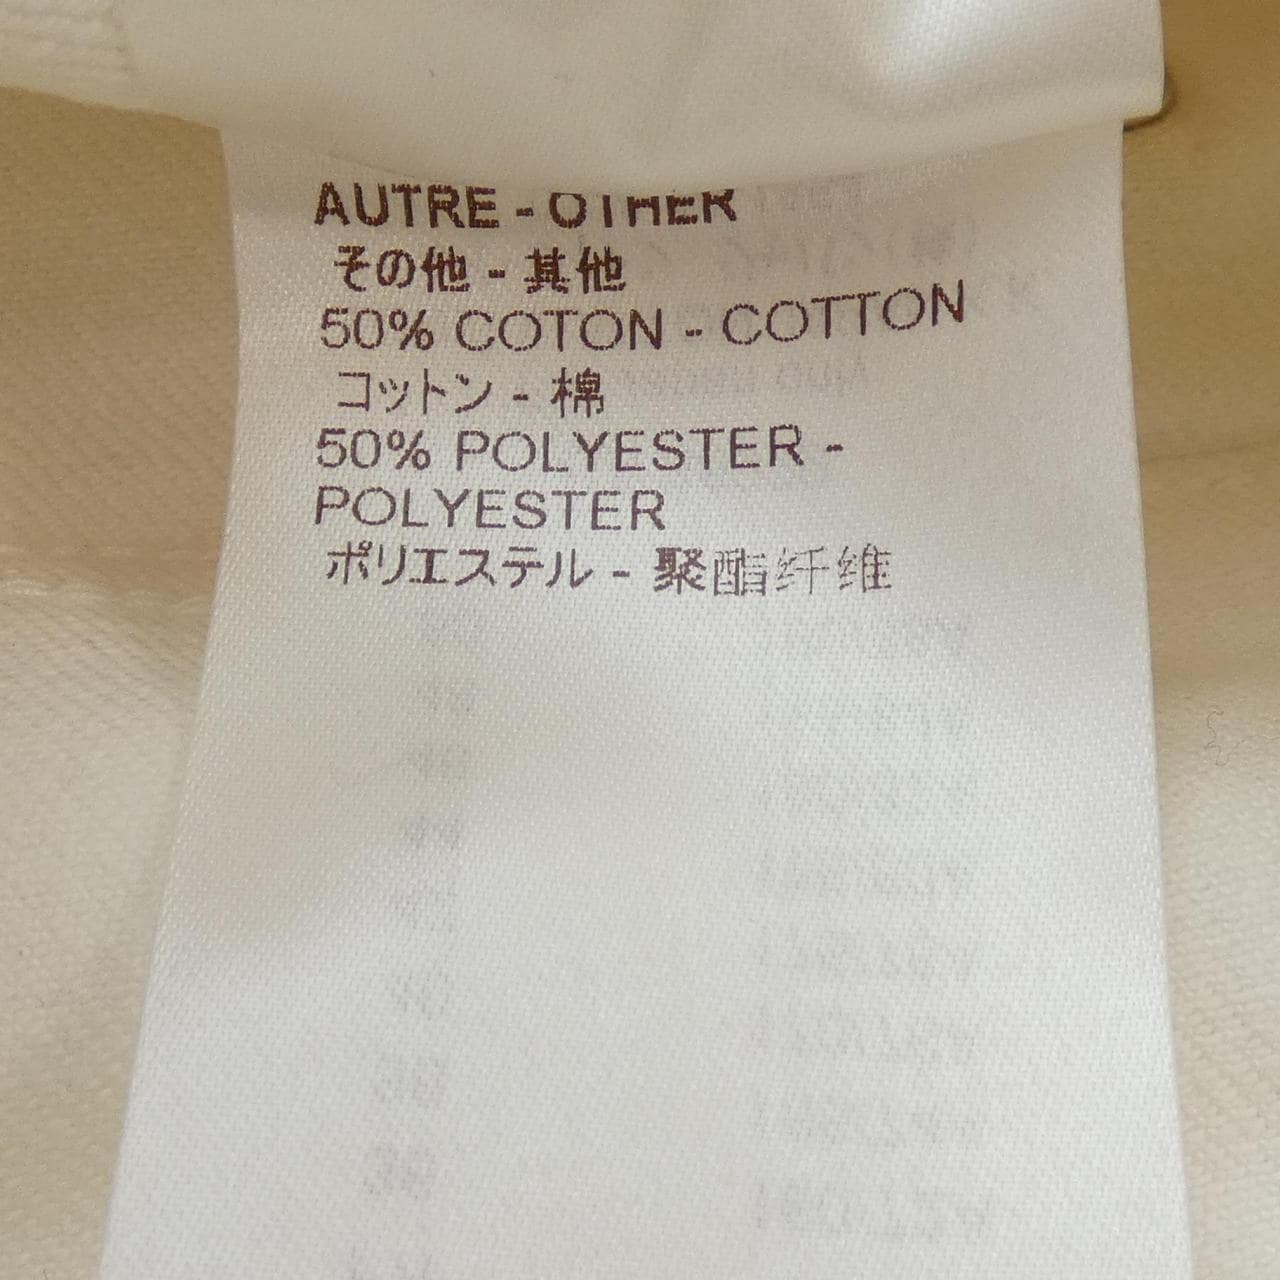 AUTRE - OTHER
その他 - 其他
50% COTON - COTTON
コットン - 棉
50% POLYESTER -
POLYESTER
ポリエステル - 聚酯纤维